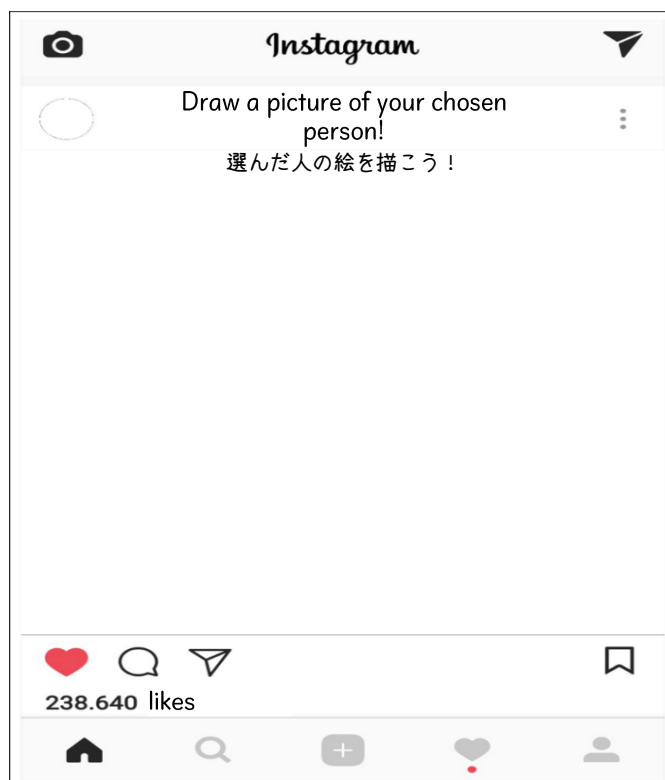 Instagram
Draw a picture of your chosen
person!
選んだ人の絵を描こう！
238.640 likes